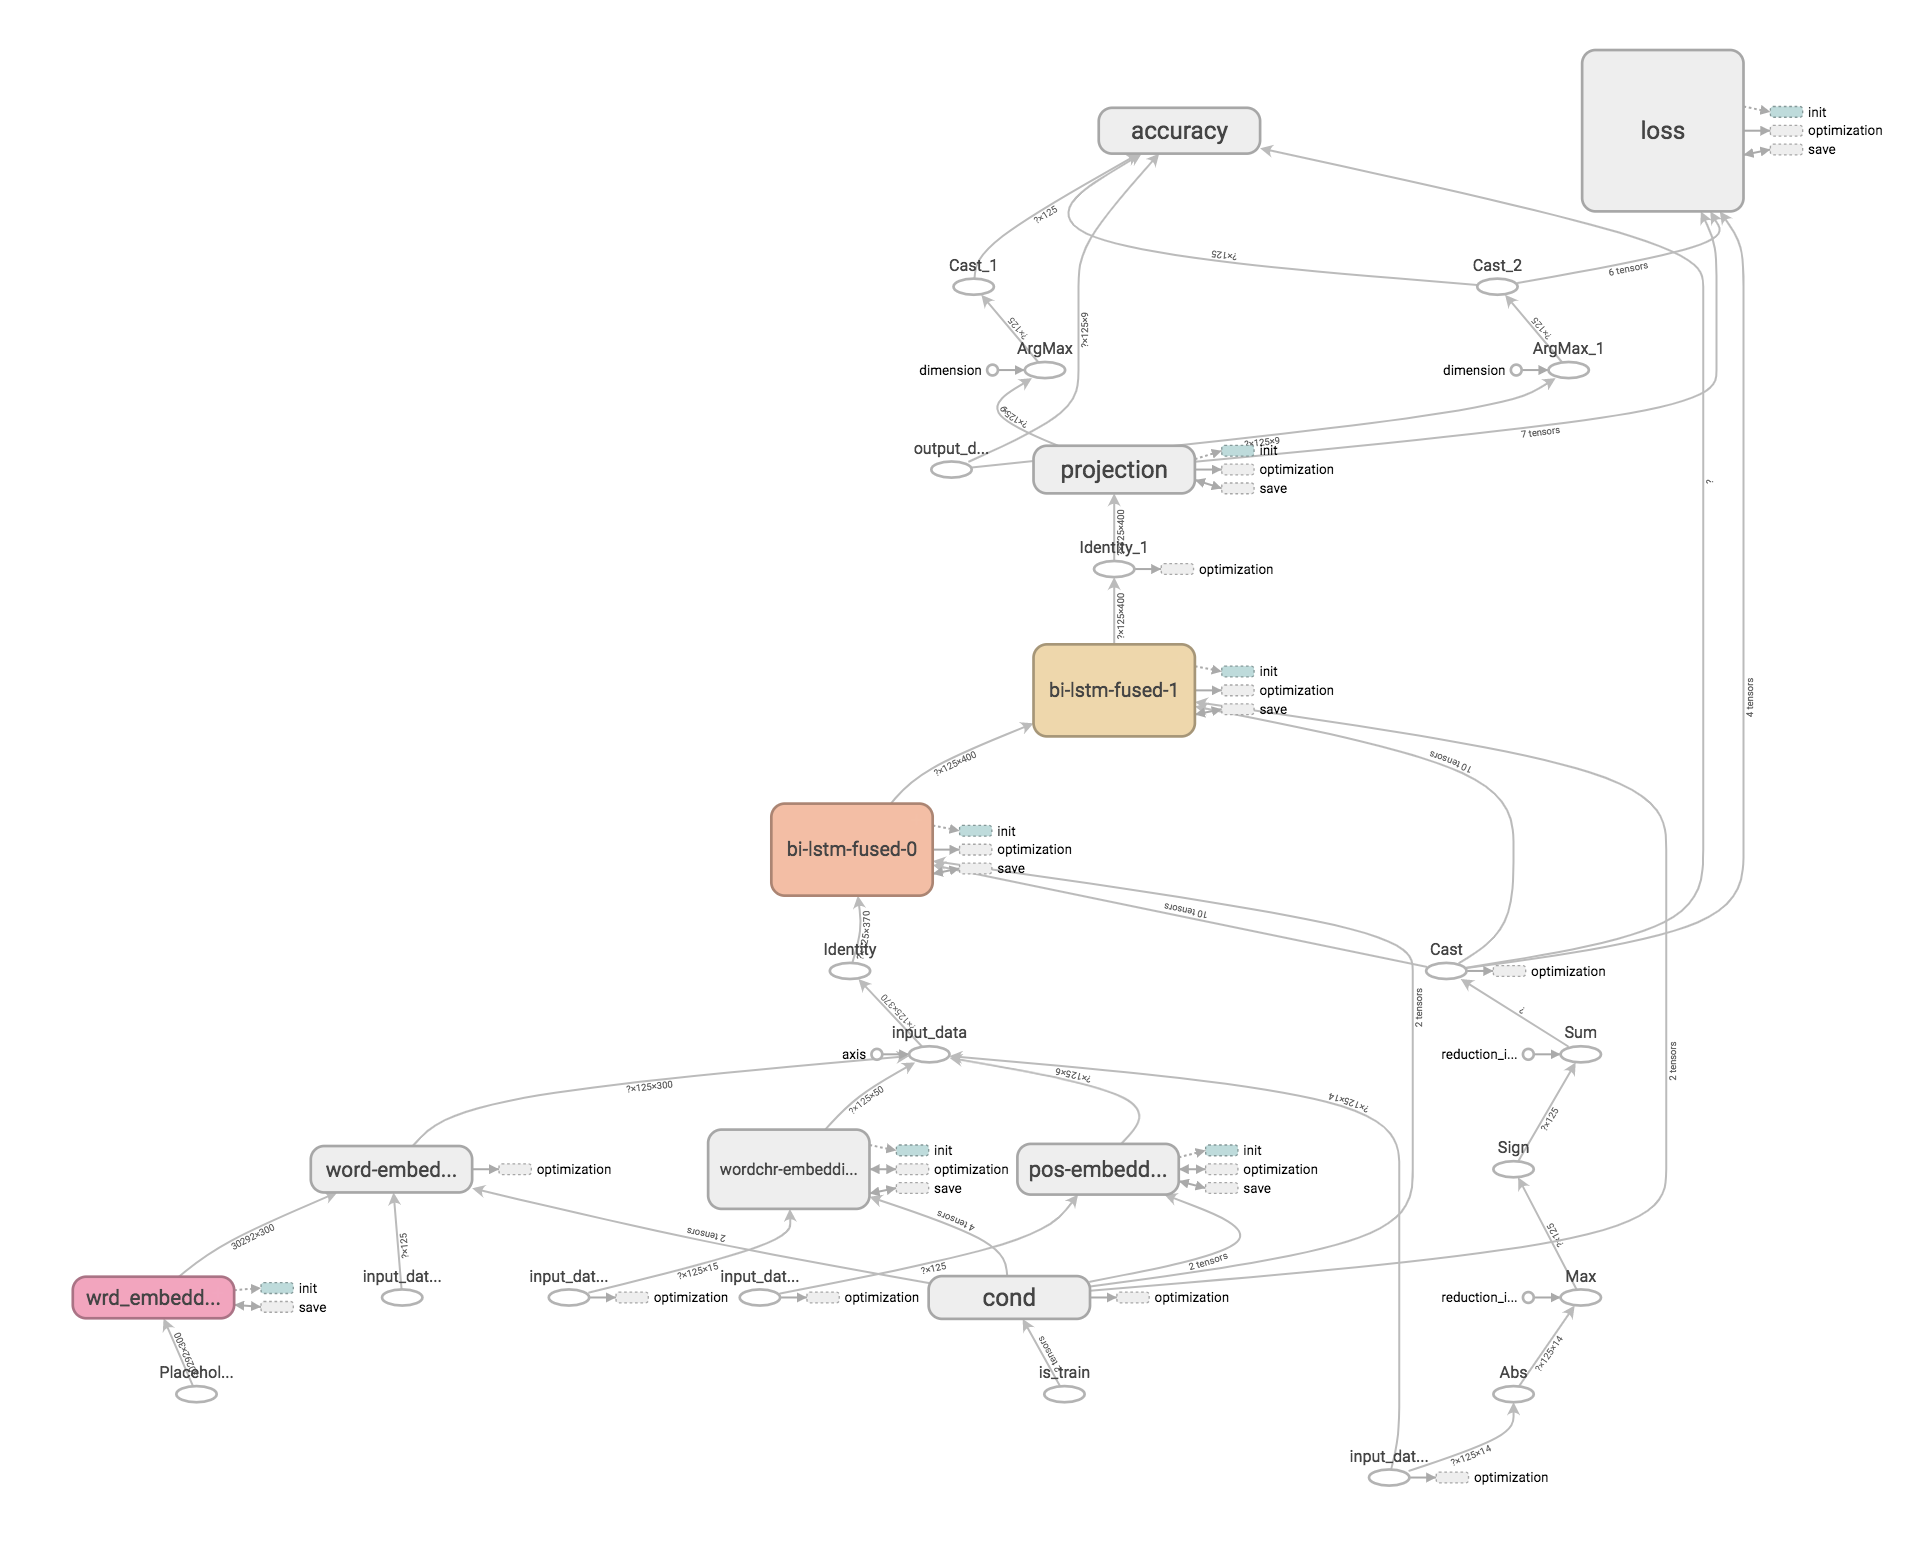 loss
init
optimization
save
accuracy
?×125
Cast_1
?×125
Cast_2
6 tensors
?×125
ArgMax
dimension
?×125×9
?×125
ArgMax_1
dimension
?×125×9
7 tensors
output_d...
projection
?×125×9
init
optimization
save
?
?×125×400
Identity_1
optimization
?×125×400
bi-lstm-fused-1
init
optimization
save
4 tensors
?×125×400
10 tensors
bi-lstm-fused-0
init
optimization
save
10 tensors
?×125×370
Identity
Cast
optimization
?×125×370
2 tensors
?
input_data
axis
Sum
reduction_i...
2 tensors
?×125×300
?×125×50
?×125×6
?×125×14
?×125
word-embed...
optimization
wordchr-embeddi...
init
optimization
save
pos-embedd...
init
optimization
save
Sign
30292×300
?×125
2 tensors
4 tensors
2 tensors
?×125
wrd_embedd...
init
save
input_dat...
input_dat...
?×125×15
optimization
input_dat...
?×125
optimization
cond
optimization
Max
reduction_i...
30292×300
Placehol...
2 tensors
is_train
?×125×14
Abs
input_dat...
?×125×14
optimization